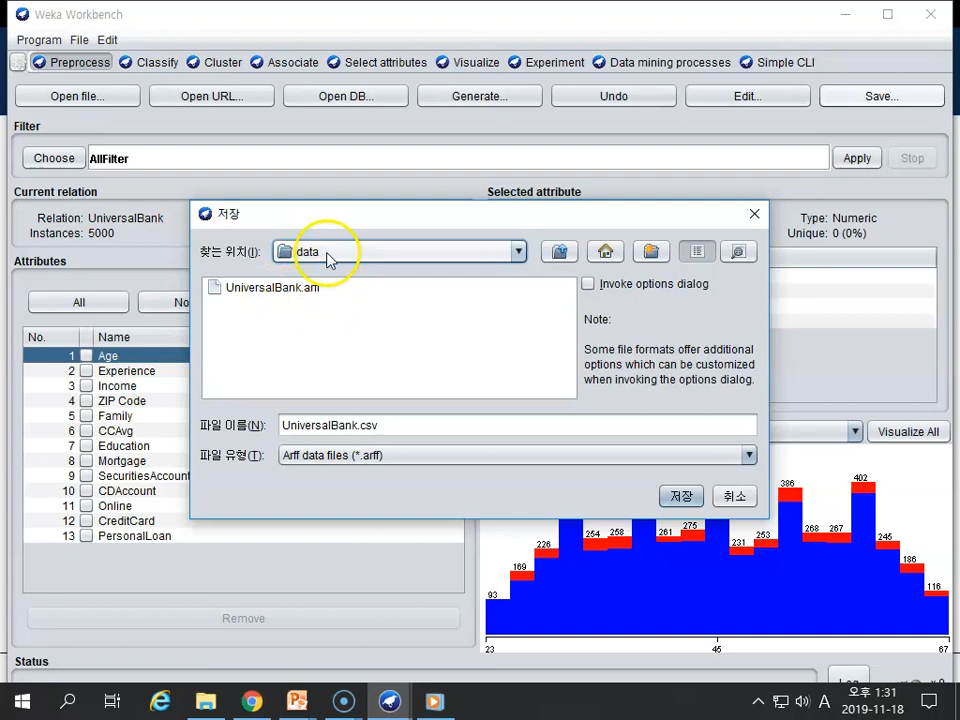 Weka Workbench
Program File Edit
Preprocess Classify Cluster Associate Select attributes Visualize Experiment Data mining processes Simple CLI
Open file... Open URL... Open DB... Generate... Undo Edit... Save...
Filter
Choose AllFilter Apply Stop
Current relation
Selected attribute
Relation: UniversalBank
Instances: 5000
Type: Numeric
Unique: 0 (0%)
Attributes
All No
No. Name
1 Age
2 Experience
3 Income
4 ZIP Code
5 Family
6 CCAvg
7 Education
8 Mortgage
9 SecuritiesAccount
10 CDAccount
11 Online
12 CreditCard
13 PersonalLoan
Remove
Status
저장
찾는 위치(I): data
UniversalBank.arff
Invoke options dialog
Note:
Some file formats offer additional
options which can be customized
when invoking the options dialog.
파일 이름(N): UniversalBank.csv
파일 유형(T): Arff data files (*.arff)
저장 취소
Visualize All
93 169 226 254 258 261 275 231 253 386 268 267 402 245 186 116
23 45 67
A 오후 1:31
2019-11-18